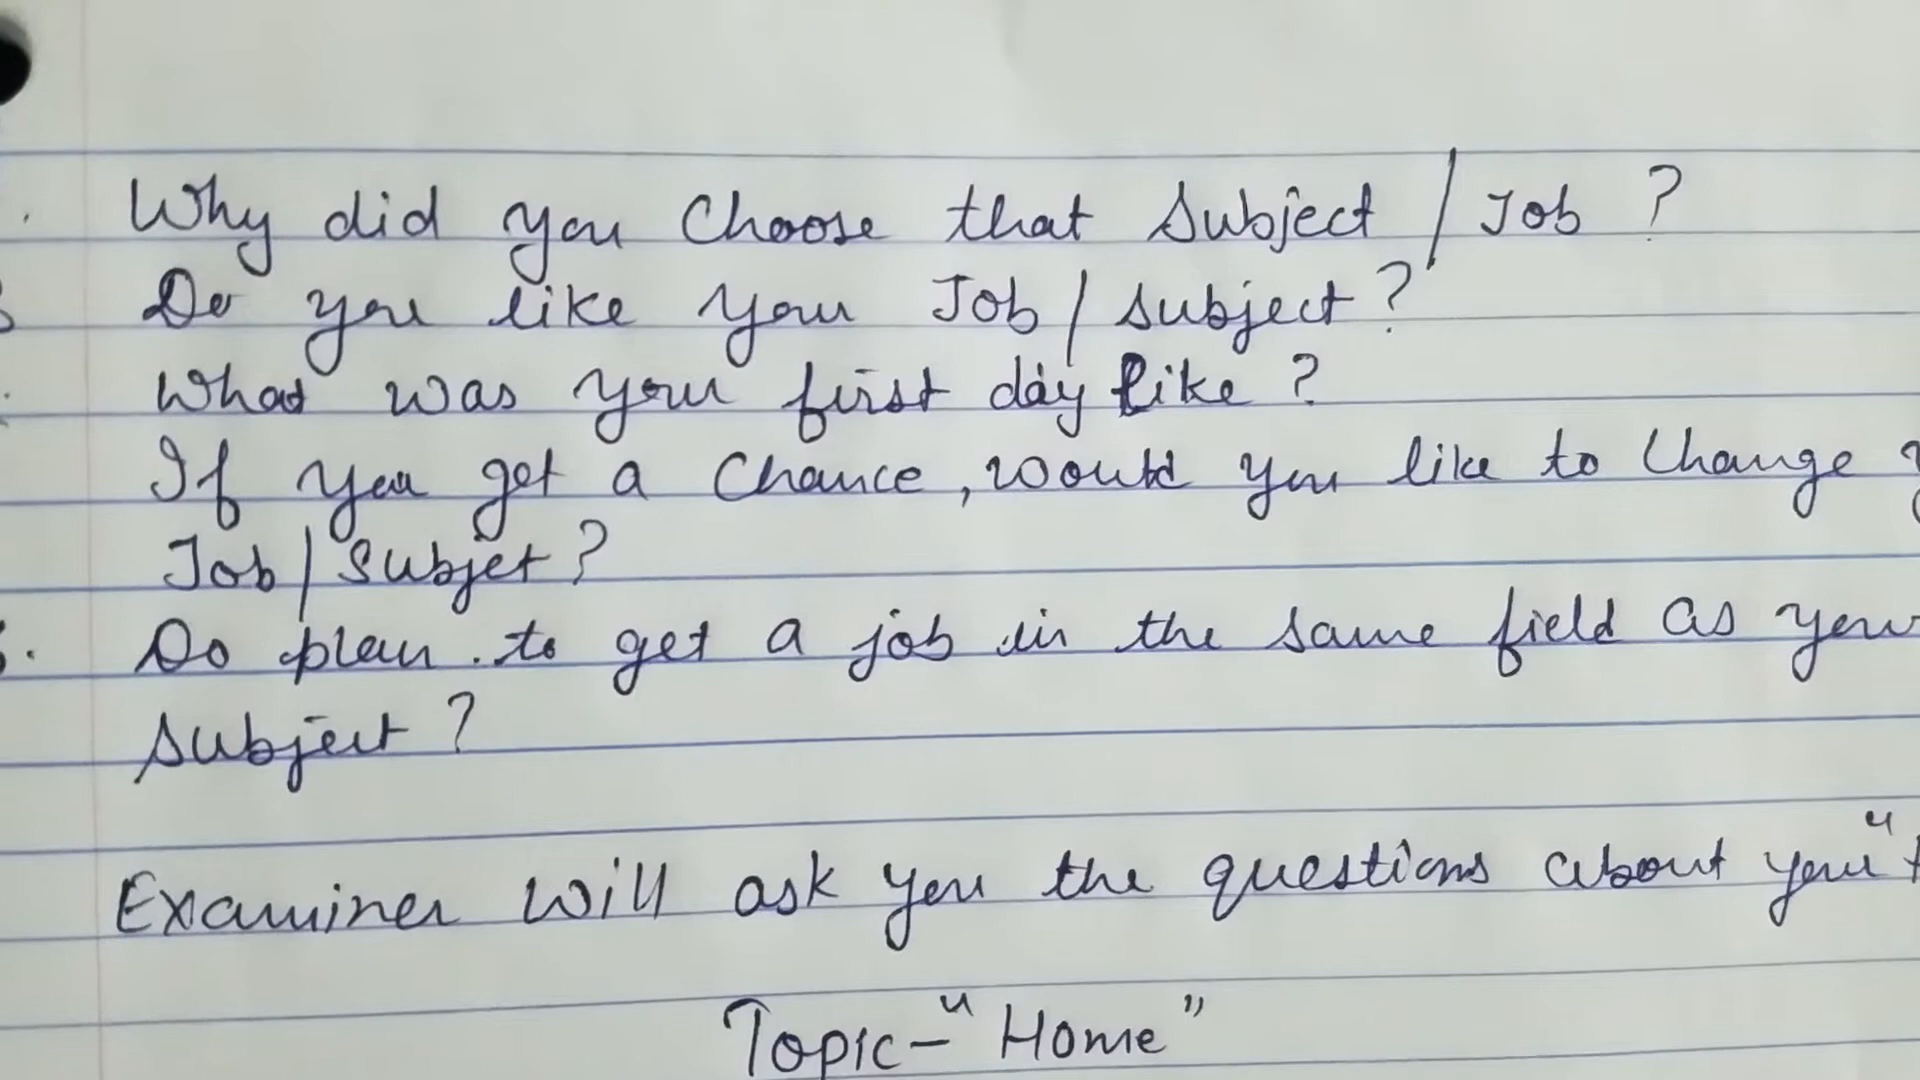 Why did you Choose that Subject / Job ?
Do you like your Job / Subject ?
What was your first day like ?
If you get a Chance, would you like to Change
Job / Subjet ?
Do plan to get a job in the same field as your
Subject ?
Examiner will ask you the questions about your "
Topic - "Home"